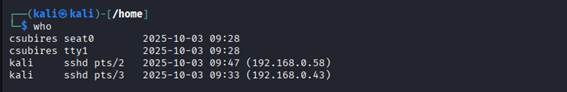 ┌──(kali㉿kali)-[/home]
└─$ who
csubires seat0        2025-10-03 09:28
csubires tty1         2025-10-03 09:28
kali     sshd pts/2   2025-10-03 09:47 (192.168.0.58)
kali     sshd pts/3   2025-10-03 09:33 (192.168.0.43)